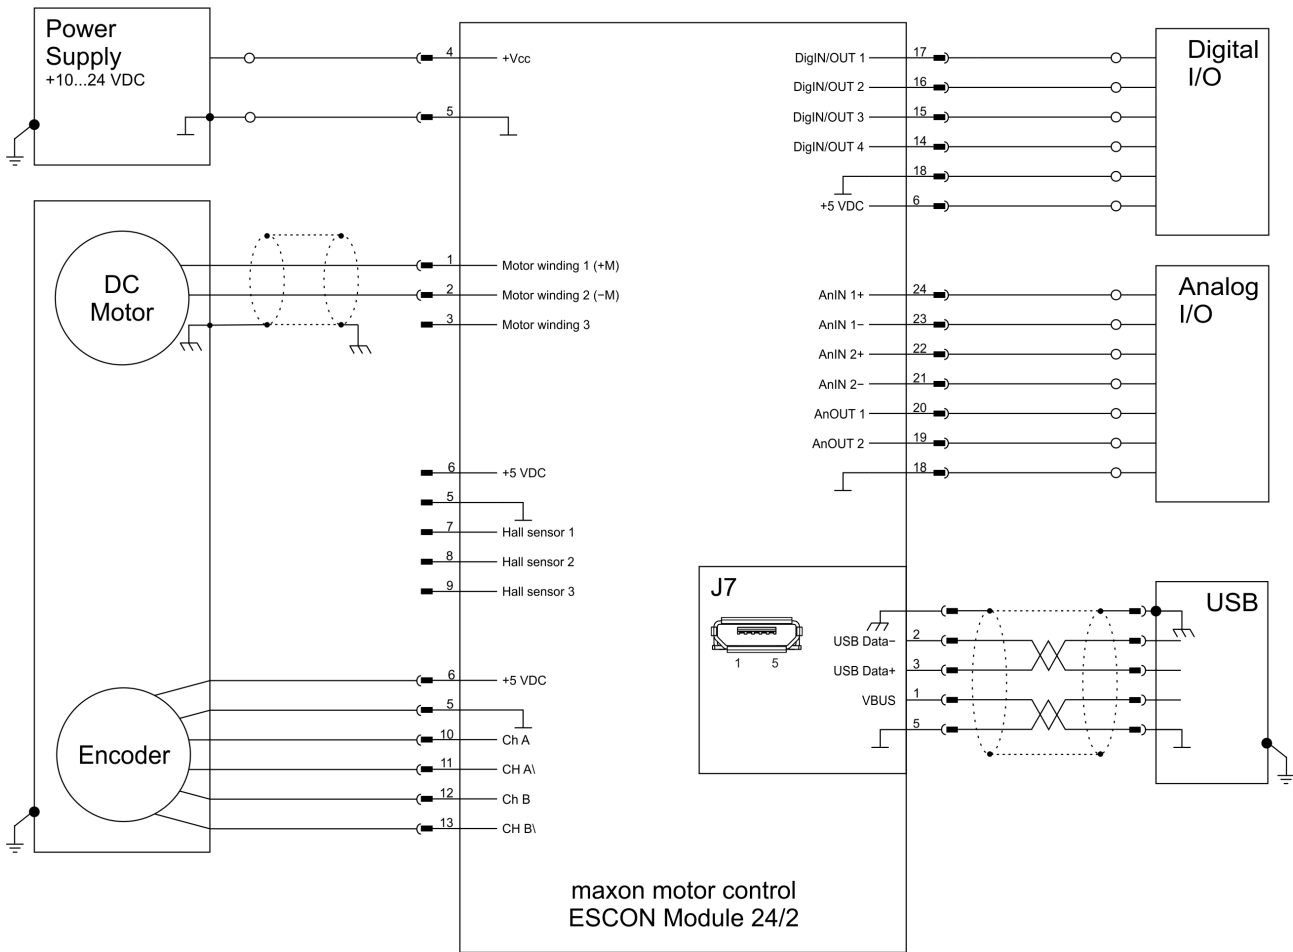 Power
Supply
+10...24 VDC
4
+Vcc
5
DC
Motor
1
Motor winding 1 (+M)
2
Motor winding 2 (−M)
3
Motor winding 3
6
+5 VDC
5
7
Hall sensor 1
8
Hall sensor 2
9
Hall sensor 3
Encoder
6
+5 VDC
5
10
Ch A
11
CH A\
12
Ch B
13
CH B\
DigIN/OUT 1
17
DigIN/OUT 2
16
DigIN/OUT 3
15
DigIN/OUT 4
14
18
+5 VDC
6
Digital
I/O
AnIN 1+
24
AnIN 1−
23
AnIN 2+
22
AnIN 2−
21
AnOUT 1
20
AnOUT 2
19
18
Analog
I/O
J7
1 5
USB Data−
2
USB Data+
3
VBUS
1
5
USB
maxon motor control
ESCON Module 24/2